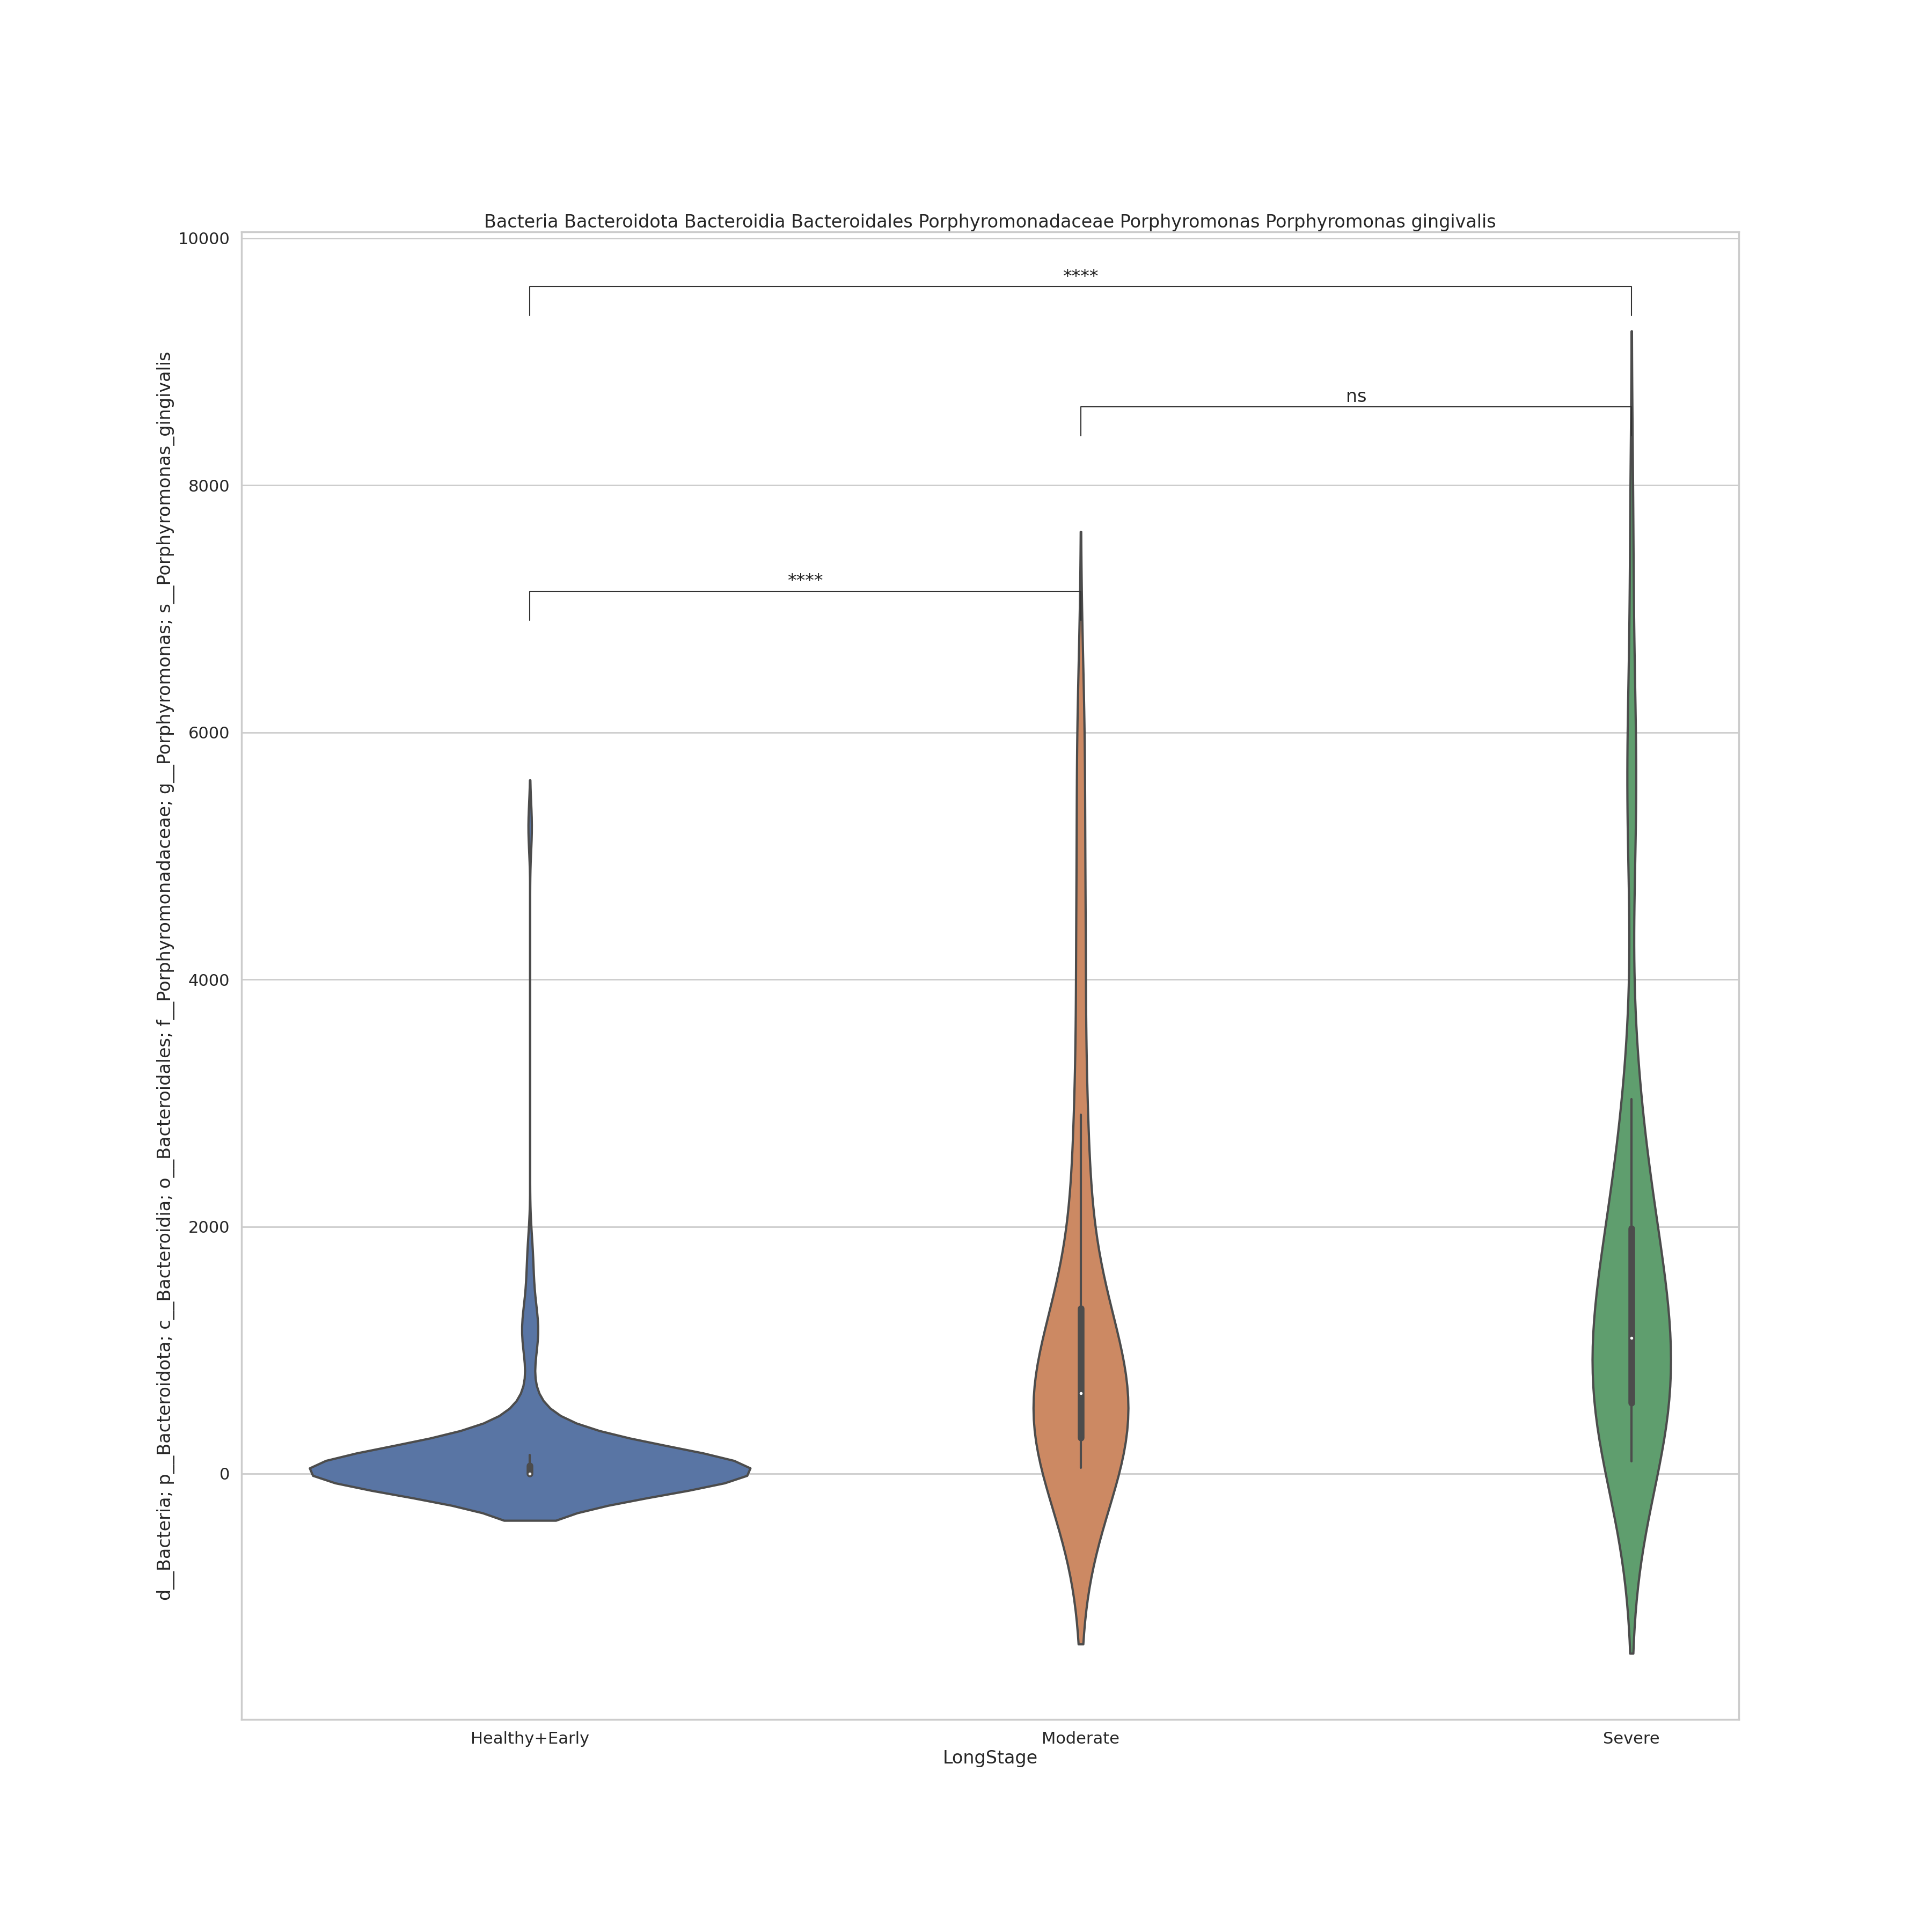 Bacteria Bacteroidota Bacteroidia Bacteroidales Porphyromonadaceae Porphyromonas Porphyromonas gingivalis
d__Bacteria; p__Bacteroidota; c__Bacteroidia; o__Bacteroidales; f__Porphyromonadaceae; g__Porphyromonas; s__Porphyromonas_gingivalis
10000
8000
6000
4000
2000
0
****
ns
****
Healthy+Early
Moderate
Severe
LongStage